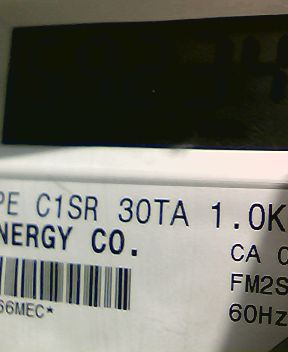 PE C1SR 30TA 1.0K
NERGY CO.
CA
FM2S
60Hz
66MEC*